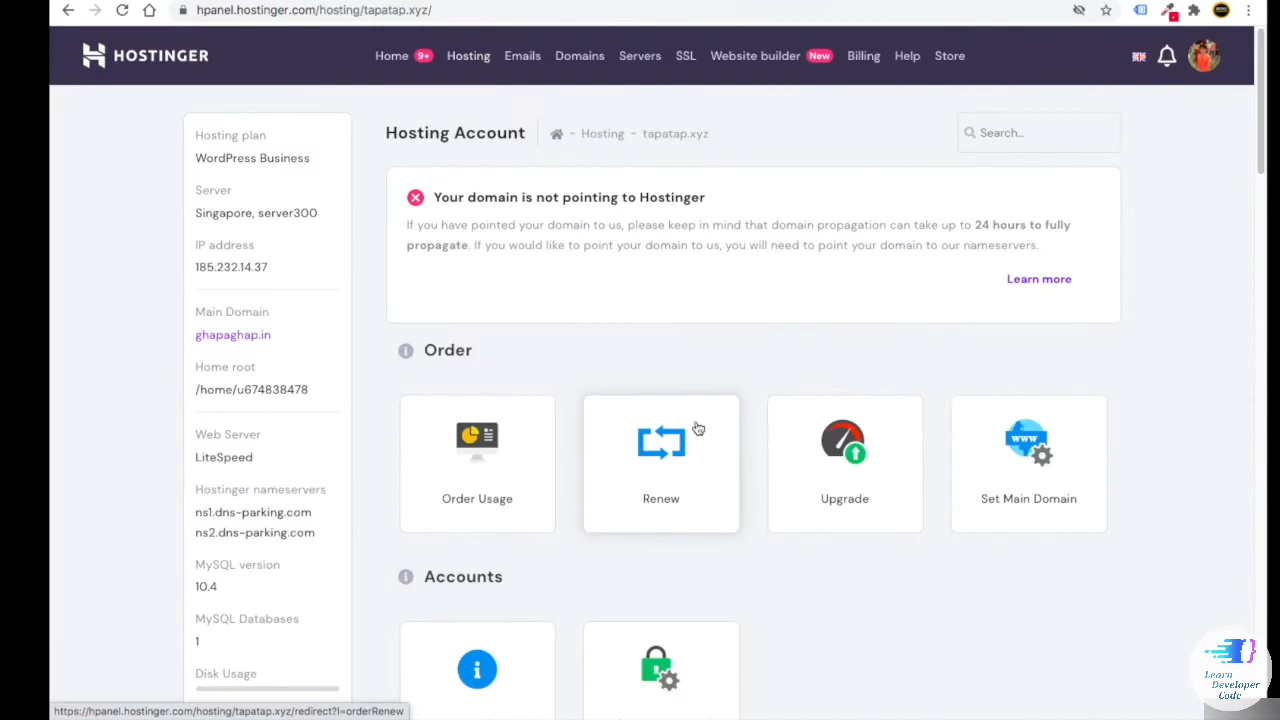 hpanel.hostinger.com/hosting/tapatap.xyz/
HOSTINGER
Home 9+ Hosting Emails Domains Servers SSL Website builder New Billing Help Store
Hosting plan
WordPress Business
Server
Singapore, server300
IP address
185.232.14.37
Main Domain
ghapaghap.in
Home root
/home/u674838478
Web Server
LiteSpeed
Hostinger nameservers
ns1.dns-parking.com
ns2.dns-parking.com
MySQL version
10.4
MySQL Databases
1
Disk Usage
Hosting Account - Hosting - tapatap.xyz
Search...
Your domain is not pointing to Hostinger
If you have pointed your domain to us, please keep in mind that domain propagation can take up to 24 hours to fully
propagate. If you would like to point your domain to us, you will need to point your domain to our nameservers.
Learn more
Order
Order Usage
Renew
WWW
Upgrade
Set Main Domain
Accounts
https://hpanel.hostinger.com/hosting/tapatap.xyz/redirect?l=orderRenew
Learn
Developer
Code